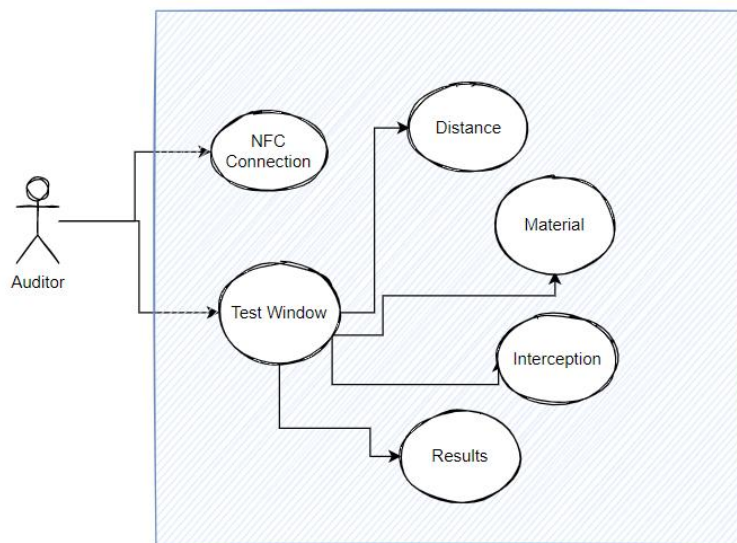 NFC
Connection
Distance
Material
Auditor
Test Window
Interception
Results